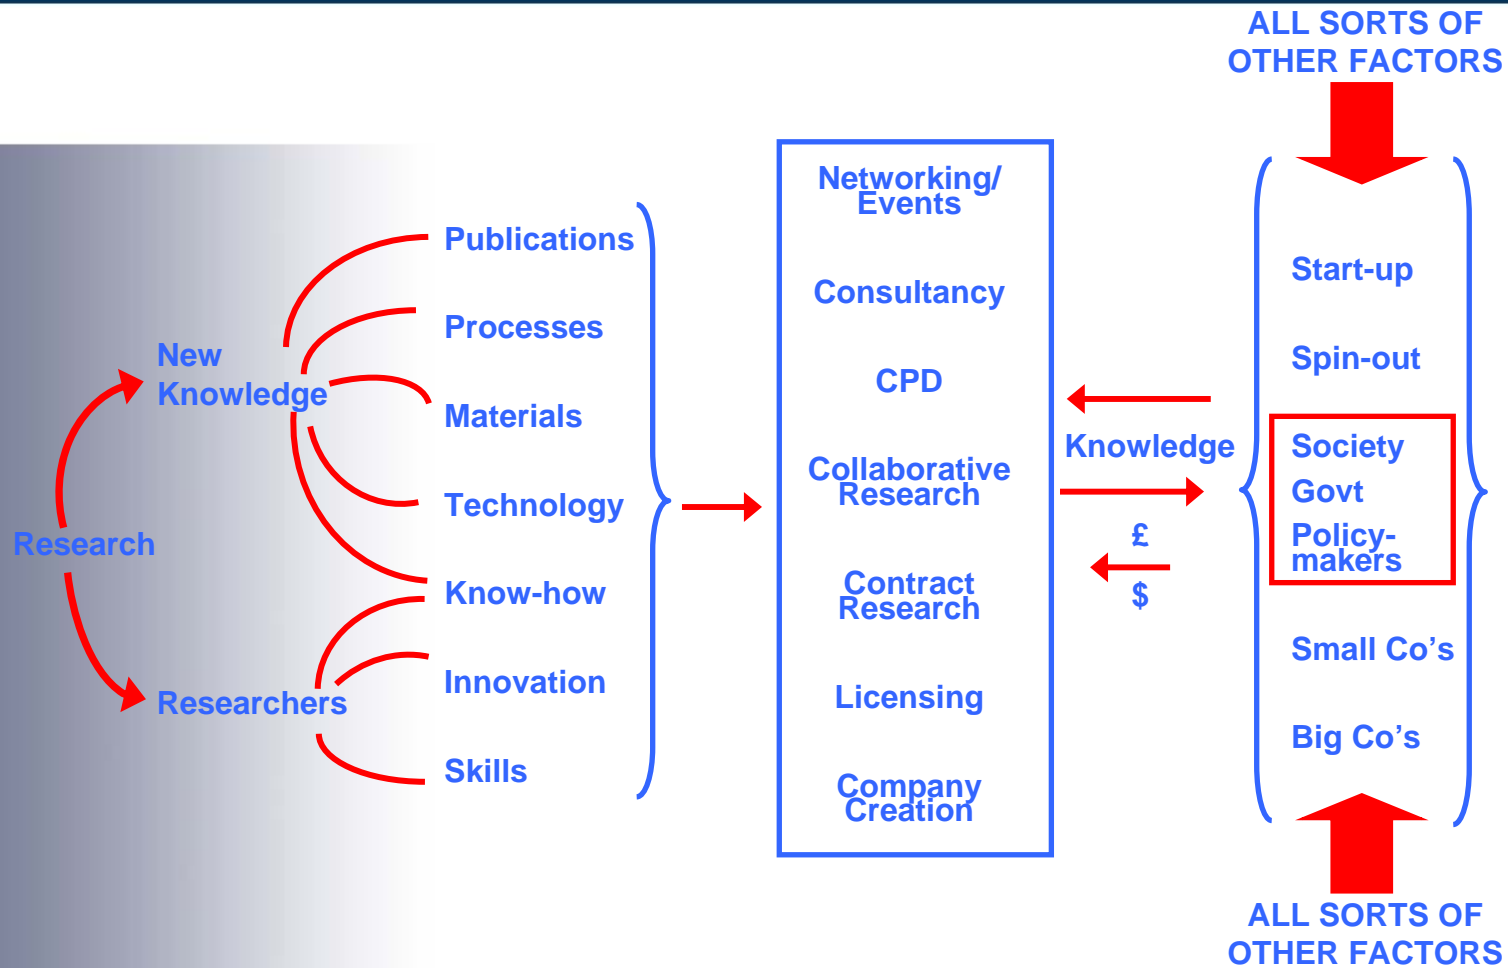 ALL SORTS OF
OTHER FACTORS
Research
New
Knowledge
Researchers
Publications
Processes
Materials
Technology
Know-how
Innovation
Skills
Networking/
Events
Consultancy
CPD
Collaborative
Research
Contract
Research
Licensing
Company
Creation
Knowledge
£
$
Start-up
Spin-out
Society
Govt
Policy-
makers
Small Co’s
Big Co’s
ALL SORTS OF
OTHER FACTORS